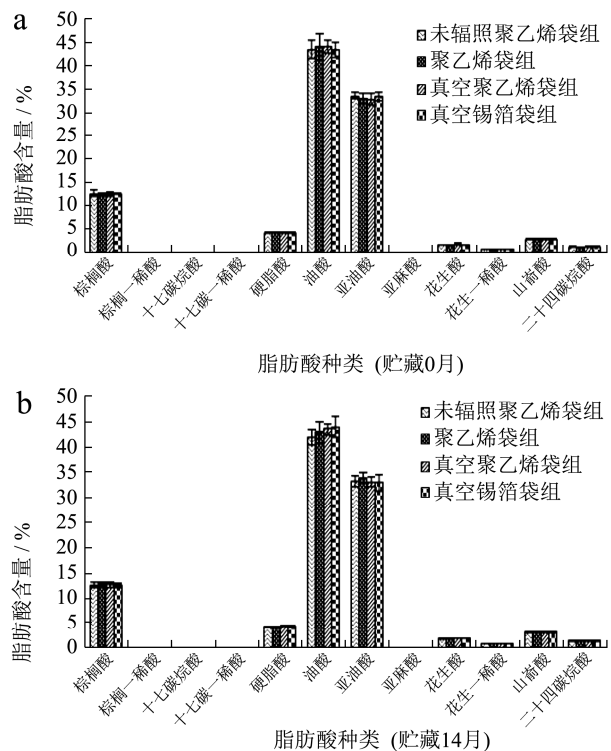 a
50
45
40
35
30
25
20
15
10
5
0
脂肪酸含量 / %
未辐照聚乙烯袋组
聚乙烯袋组
真空聚乙烯袋组
真空锡箔袋组
棕榈酸
棕榈一稀酸
十七碳烷酸
十七碳一稀酸
硬脂酸
油酸
亚油酸
亚麻酸
花生酸
花生一稀酸
山嵛酸
二十四碳烷酸
脂肪酸种类 (贮藏0月)
b
50
45
40
35
30
25
20
15
10
5
0
脂肪酸含量 / %
未辐照聚乙烯袋组
聚乙烯袋组
真空聚乙烯袋组
真空锡箔袋组
棕榈酸
棕榈一稀酸
十七碳烷酸
十七碳一稀酸
硬脂酸
油酸
亚油酸
亚麻酸
花生酸
花生一稀酸
山嵛酸
二十四碳烷酸
脂肪酸种类 (贮藏14月)